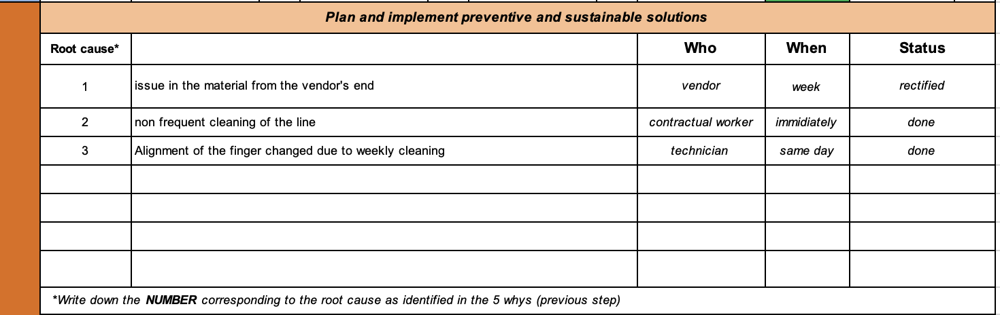 Plan and implement preventive and sustainable solutions
Root cause* Who When Status
1 issue in the material from the vendor's end vendor week rectified
2 non frequent cleaning of the line contractual worker immidiately done
3 Alignment of the finger changed due to weekly cleaning technician same day done
*Write down the NUMBER corresponding to the root cause as identified in the 5 whys (previous step)